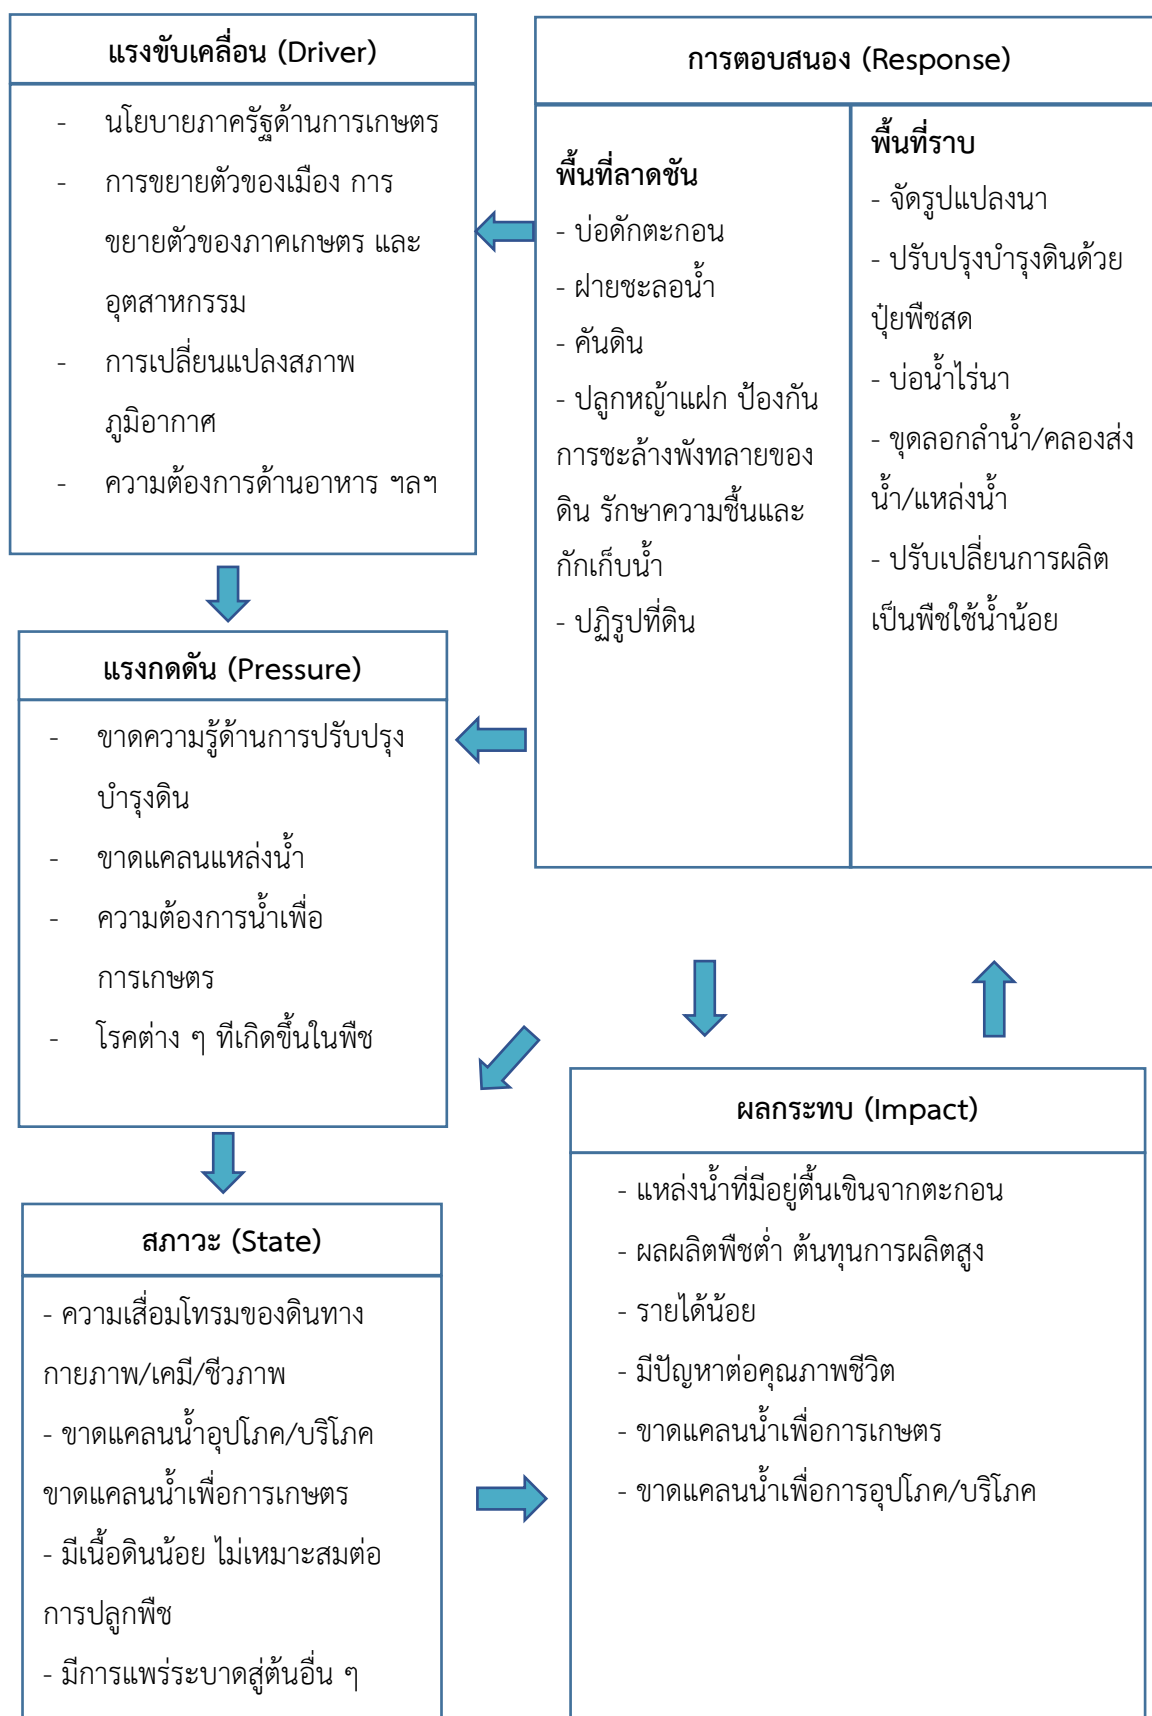 แรงขับเคลื่อน (Driver)
- นโยบายภาครัฐด้านการเกษตร
- การขยายตัวของเมือง การ
ขยายตัวของภาคเกษตร และ
อุตสาหกรรม
- การเปลี่ยนแปลงสภาพ
ภูมิอากาศ
- ความต้องการด้านอาหาร ฯลฯ
การตอบสนอง (Response)
พื้นที่ลาดชัน
- บ่อดักตะกอน
- ฝายชะลอน้ำ
- คันดิน
- ปลูกหญ้าแฝก ป้องกัน
การชะล้างพังทลายของ
ดิน รักษาความชื้นและ
กักเก็บน้ำ
- ปฏิรูปที่ดิน
พื้นที่ราบ
- จัดรูปแปลงนา
- ปรับปรุงบำรุงดินด้วย
ปุ๋ยพืชสด
- บ่อน้ำไร่นา
- ขุดลอกลำน้ำ/คลองส่ง
น้ำ/แหล่งน้ำ
- ปรับเปลี่ยนการผลิต
เป็นพืชใช้น้ำน้อย
แรงกดดัน (Pressure)
- ขาดความรู้ด้านการปรับปรุง
บำรุงดิน
- ขาดแคลนแหล่งน้ำ
- ความต้องการน้ำเพื่อ
การเกษตร
- โรคต่าง ๆ ทีเกิดขึ้นในพืช
สภาวะ (State)
- ความเสื่อมโทรมของดินทาง
กายภาพ/เคมี/ชีวภาพ
- ขาดแคลนน้ำอุปโภค/บริโภค
ขาดแคลนน้ำเพื่อการเกษตร
- มีเนื้อดินน้อย ไม่เหมาะสมต่อ
การปลูกพืช
- มีการแพร่ระบาดสู่ต้นอื่น ๆ
ผลกระทบ (Impact)
- แหล่งน้ำที่มีอยู่ตื้นเขินจากตะกอน
- ผลผลิตพืชต่ำ ต้นทุนการผลิตสูง
- รายได้น้อย
- มีปัญหาต่อคุณภาพชีวิต
- ขาดแคลนน้ำเพื่อการเกษตร
- ขาดแคลนน้ำเพื่อการอุปโภค/บริโภค